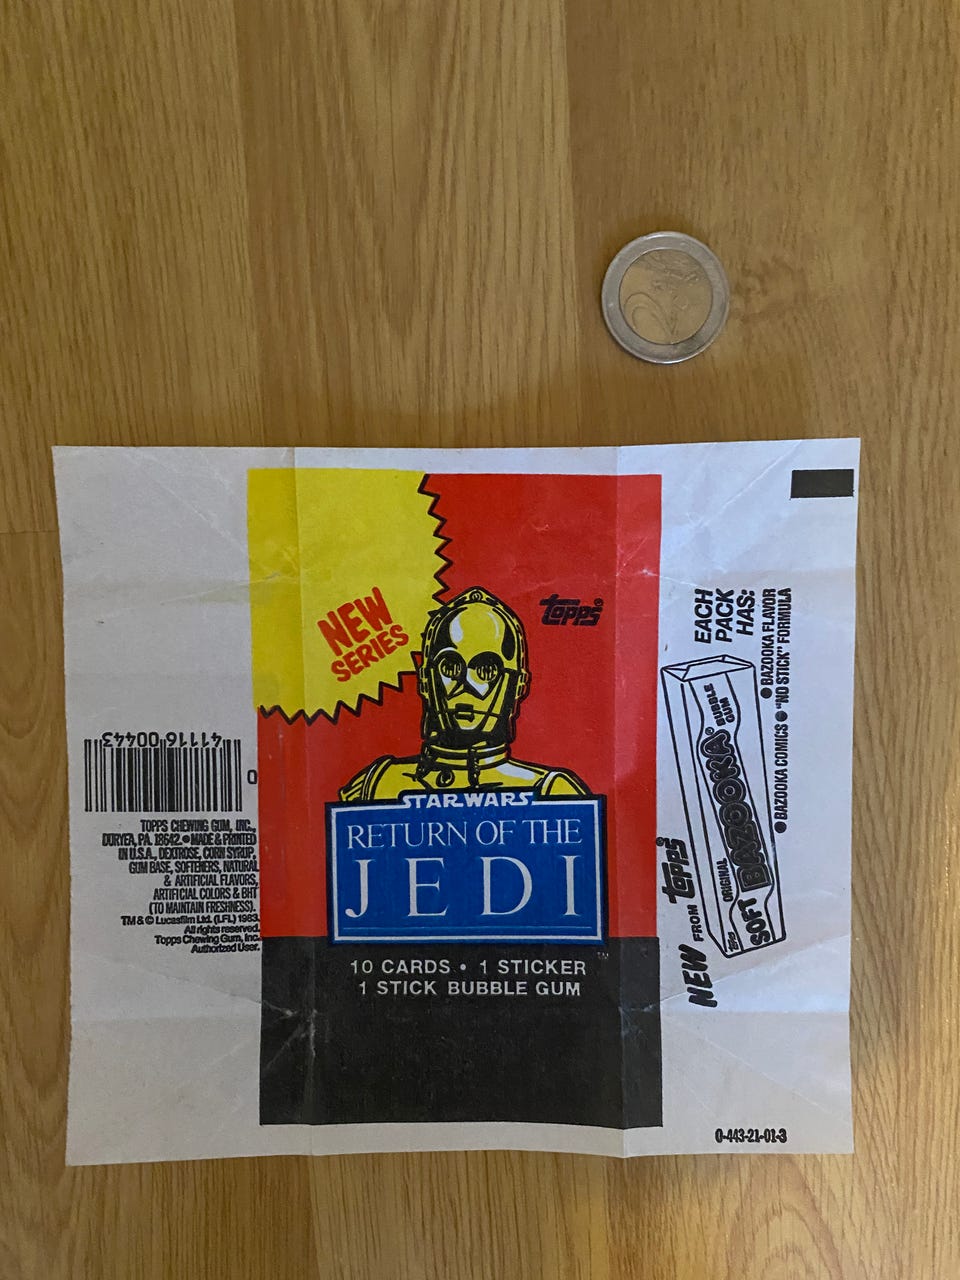 NEW
SERIES
Topps®
STAR WARS
RETURN OF THE
JEDI
™
10 CARDS • 1 STICKER
1 STICK BUBBLE GUM
41116 00443
0
TOPPS CHEWING GUM, INC.,
DURYEA, PA. 18642. • MADE & PRINTED
IN U.S.A., DEXTROSE, CORN SYRUP,
GUM BASE, SOFTENERS, NATURAL
& ARTIFICIAL FLAVORS,
ARTIFICIAL COLORS & BHT
(TO MAINTAIN FRESHNESS).
TM & © Lucasfilm Ltd. (LFL) 1983.
All rights reserved.
Topps Chewing Gum, Inc.
Authorized User.
EACH
PACK
HAS:
● BAZOOKA FLAVOR
● BAZOOKA COMICS ● "NO STICK" FORMULA
NEW FROM Topps
Topps
ORIGINAL
SOFT BAZOOKA® BUBBLE
GUM
0-443-21-01-3